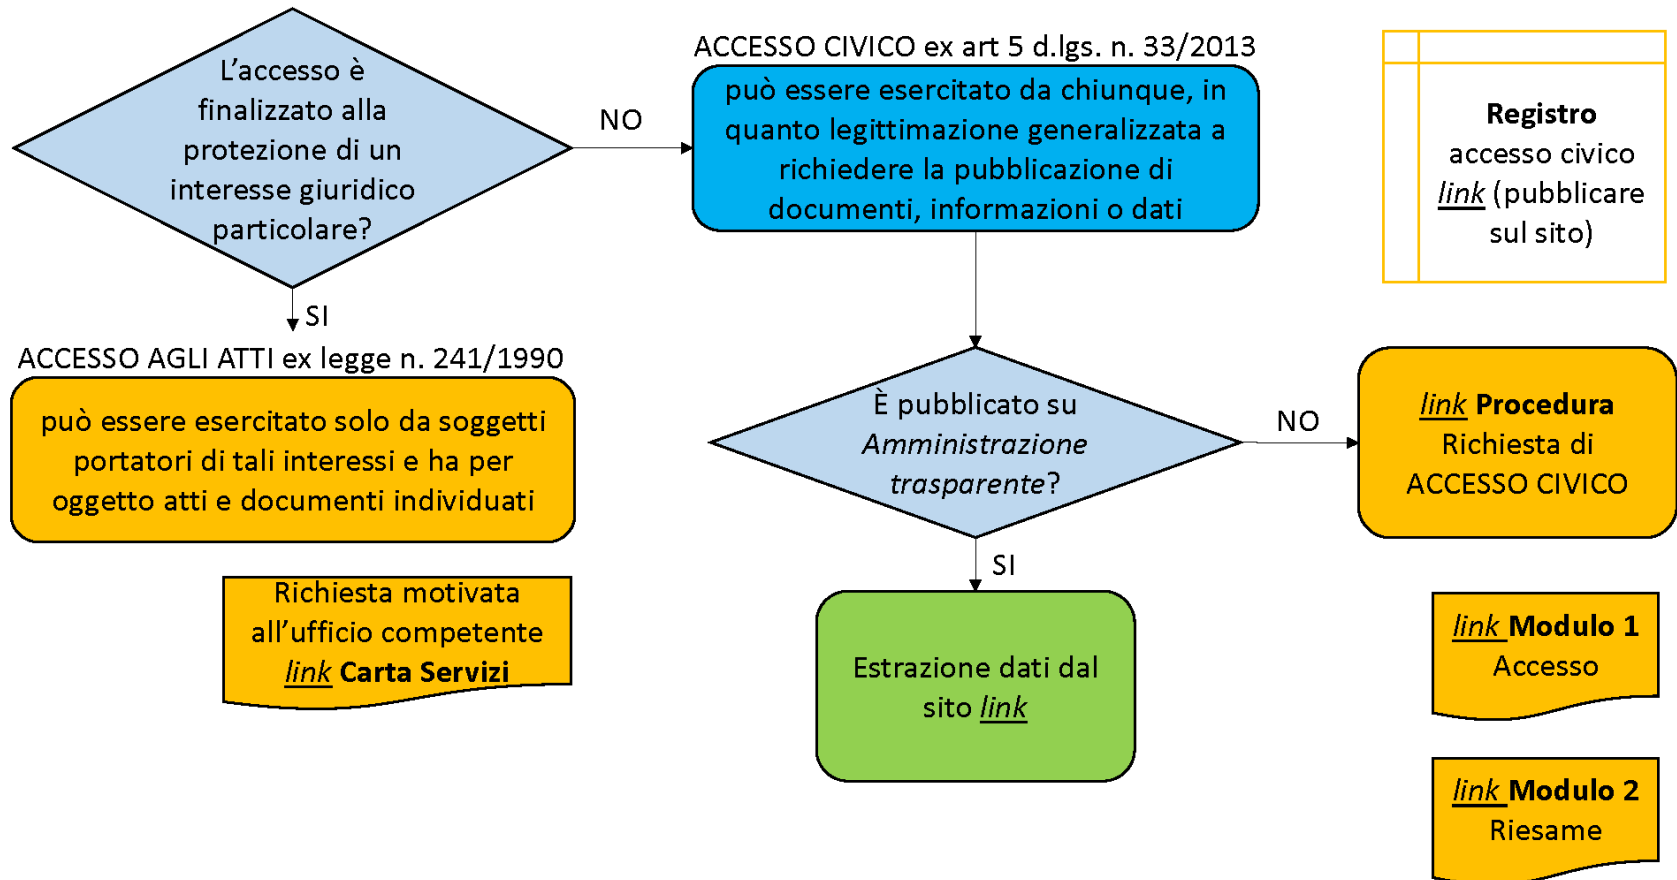 L’accesso è
finalizzato alla
protezione di un
interesse giuridico
particolare?
NO
SI
ACCESSO CIVICO ex art 5 d.lgs. n. 33/2013
può essere esercitato da chiunque, in
quanto legittimazione generalizzata a
richiedere la pubblicazione di
documenti, informazioni o dati
Registro
accesso civico
link (pubblicare
sul sito)
ACCESSO AGLI ATTI ex legge n. 241/1990
può essere esercitato solo da soggetti
portatori di tali interessi e ha per
oggetto atti e documenti individuati
Richiesta motivata
all’ufficio competente
link Carta Servizi
È pubblicato su
Amministrazione
trasparente?
NO
SI
link Procedura
Richiesta di
ACCESSO CIVICO
Estrazione dati dal
sito link
link Modulo 1
Accesso
link Modulo 2
Riesame